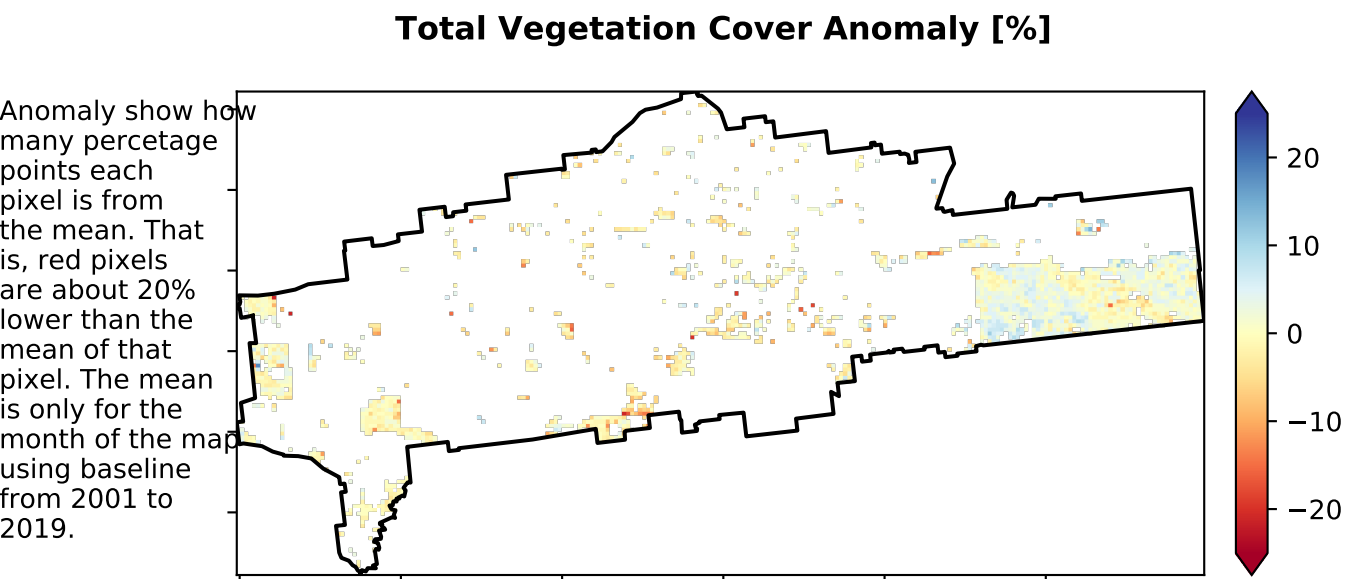 Total Vegetation Cover Anomaly [%]
Anomaly show how
many percetage
points each
pixel is from
the mean. That
is, red pixels
are about 20%
lower than the
mean of that
pixel. The mean
is only for the
month of the map
using baseline
from 2001 to
2019.
20
10
0
−10
−20